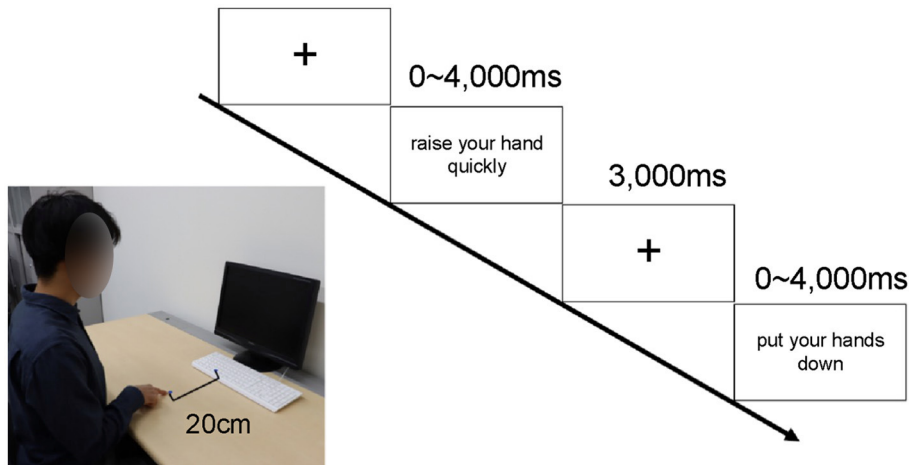 +
0~4,000ms
raise your hand
quickly
3,000ms
+
0~4,000ms
put your hands
down
20cm